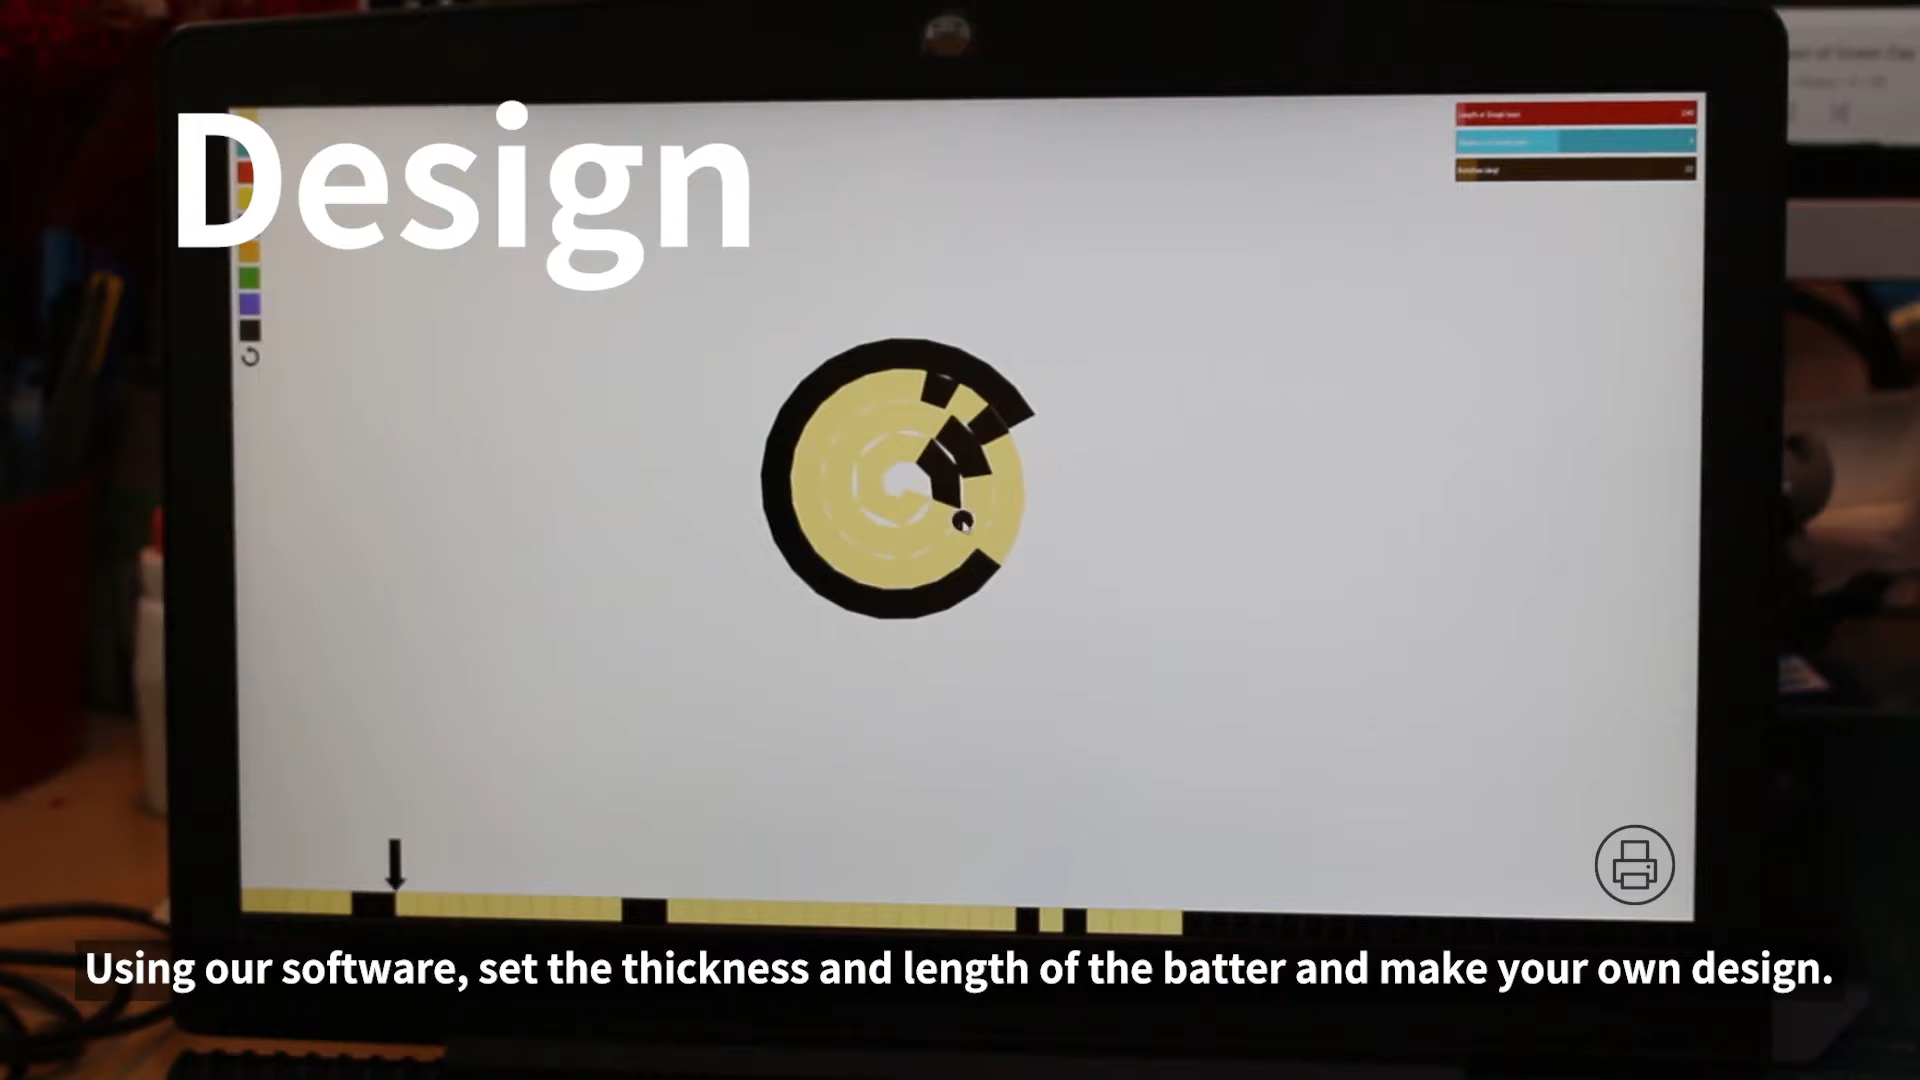 Design
Using our software, set the thickness and length of the batter and make your own design.